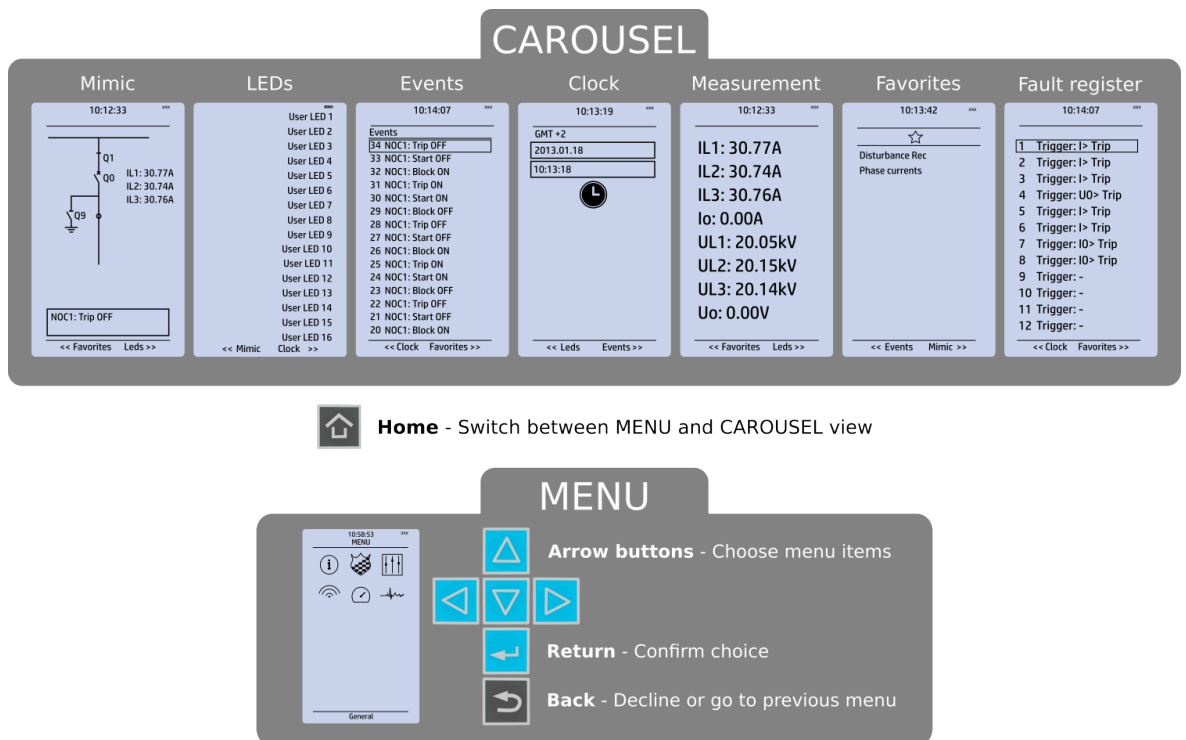 CAROUSEL
Mimic
10:12:33 xxx
Q1
Q0
IL1: 30.77A
IL2: 30.74A
IL3: 30.76A
Q9
NOC1: Trip OFF
<< Favorites Leds >>
LEDs
xxx
User LED 1
User LED 2
User LED 3
User LED 4
User LED 5
User LED 6
User LED 7
User LED 8
User LED 9
User LED 10
User LED 11
User LED 12
User LED 13
User LED 14
User LED 15
User LED 16
<< Mimic Clock >>
Events
10:14:07 xxx
Events
34 NOC1: Trip OFF
33 NOC1: Start OFF
32 NOC1: Block ON
31 NOC1: Trip ON
30 NOC1: Start ON
29 NOC1: Block OFF
28 NOC1: Trip OFF
27 NOC1: Start OFF
26 NOC1: Block ON
25 NOC1: Trip ON
24 NOC1: Start ON
23 NOC1: Block OFF
22 NOC1: Trip OFF
21 NOC1: Start OFF
20 NOC1: Block ON
<< Clock Favorites >>
Clock
10:13:19 xxx
GMT +2
2013.01.18
10:13:18
<< Leds Events >>
Measurement
10:12:33 xxx
IL1: 30.77A
IL2: 30.74A
IL3: 30.76A
Io: 0.00A
UL1: 20.05kV
UL2: 20.15kV
UL3: 20.14kV
Uo: 0.00V
<< Favorites Leds >>
Favorites
10:13:42 xxx
Disturbance Rec
Phase currents
<< Events Mimic >>
Fault register
10:14:07 xxx
1 Trigger: I> Trip
2 Trigger: I> Trip
3 Trigger: I> Trip
4 Trigger: U0> Trip
5 Trigger: I> Trip
6 Trigger: I> Trip
7 Trigger: I0> Trip
8 Trigger: I0> Trip
9 Trigger: -
10 Trigger: -
11 Trigger: -
12 Trigger: -
<< Clock Favorites >>
Home - Switch between MENU and CAROUSEL view
MENU
10:58:53 xxx
MENU
General
Arrow buttons - Choose menu items
Return - Confirm choice
Back - Decline or go to previous menu